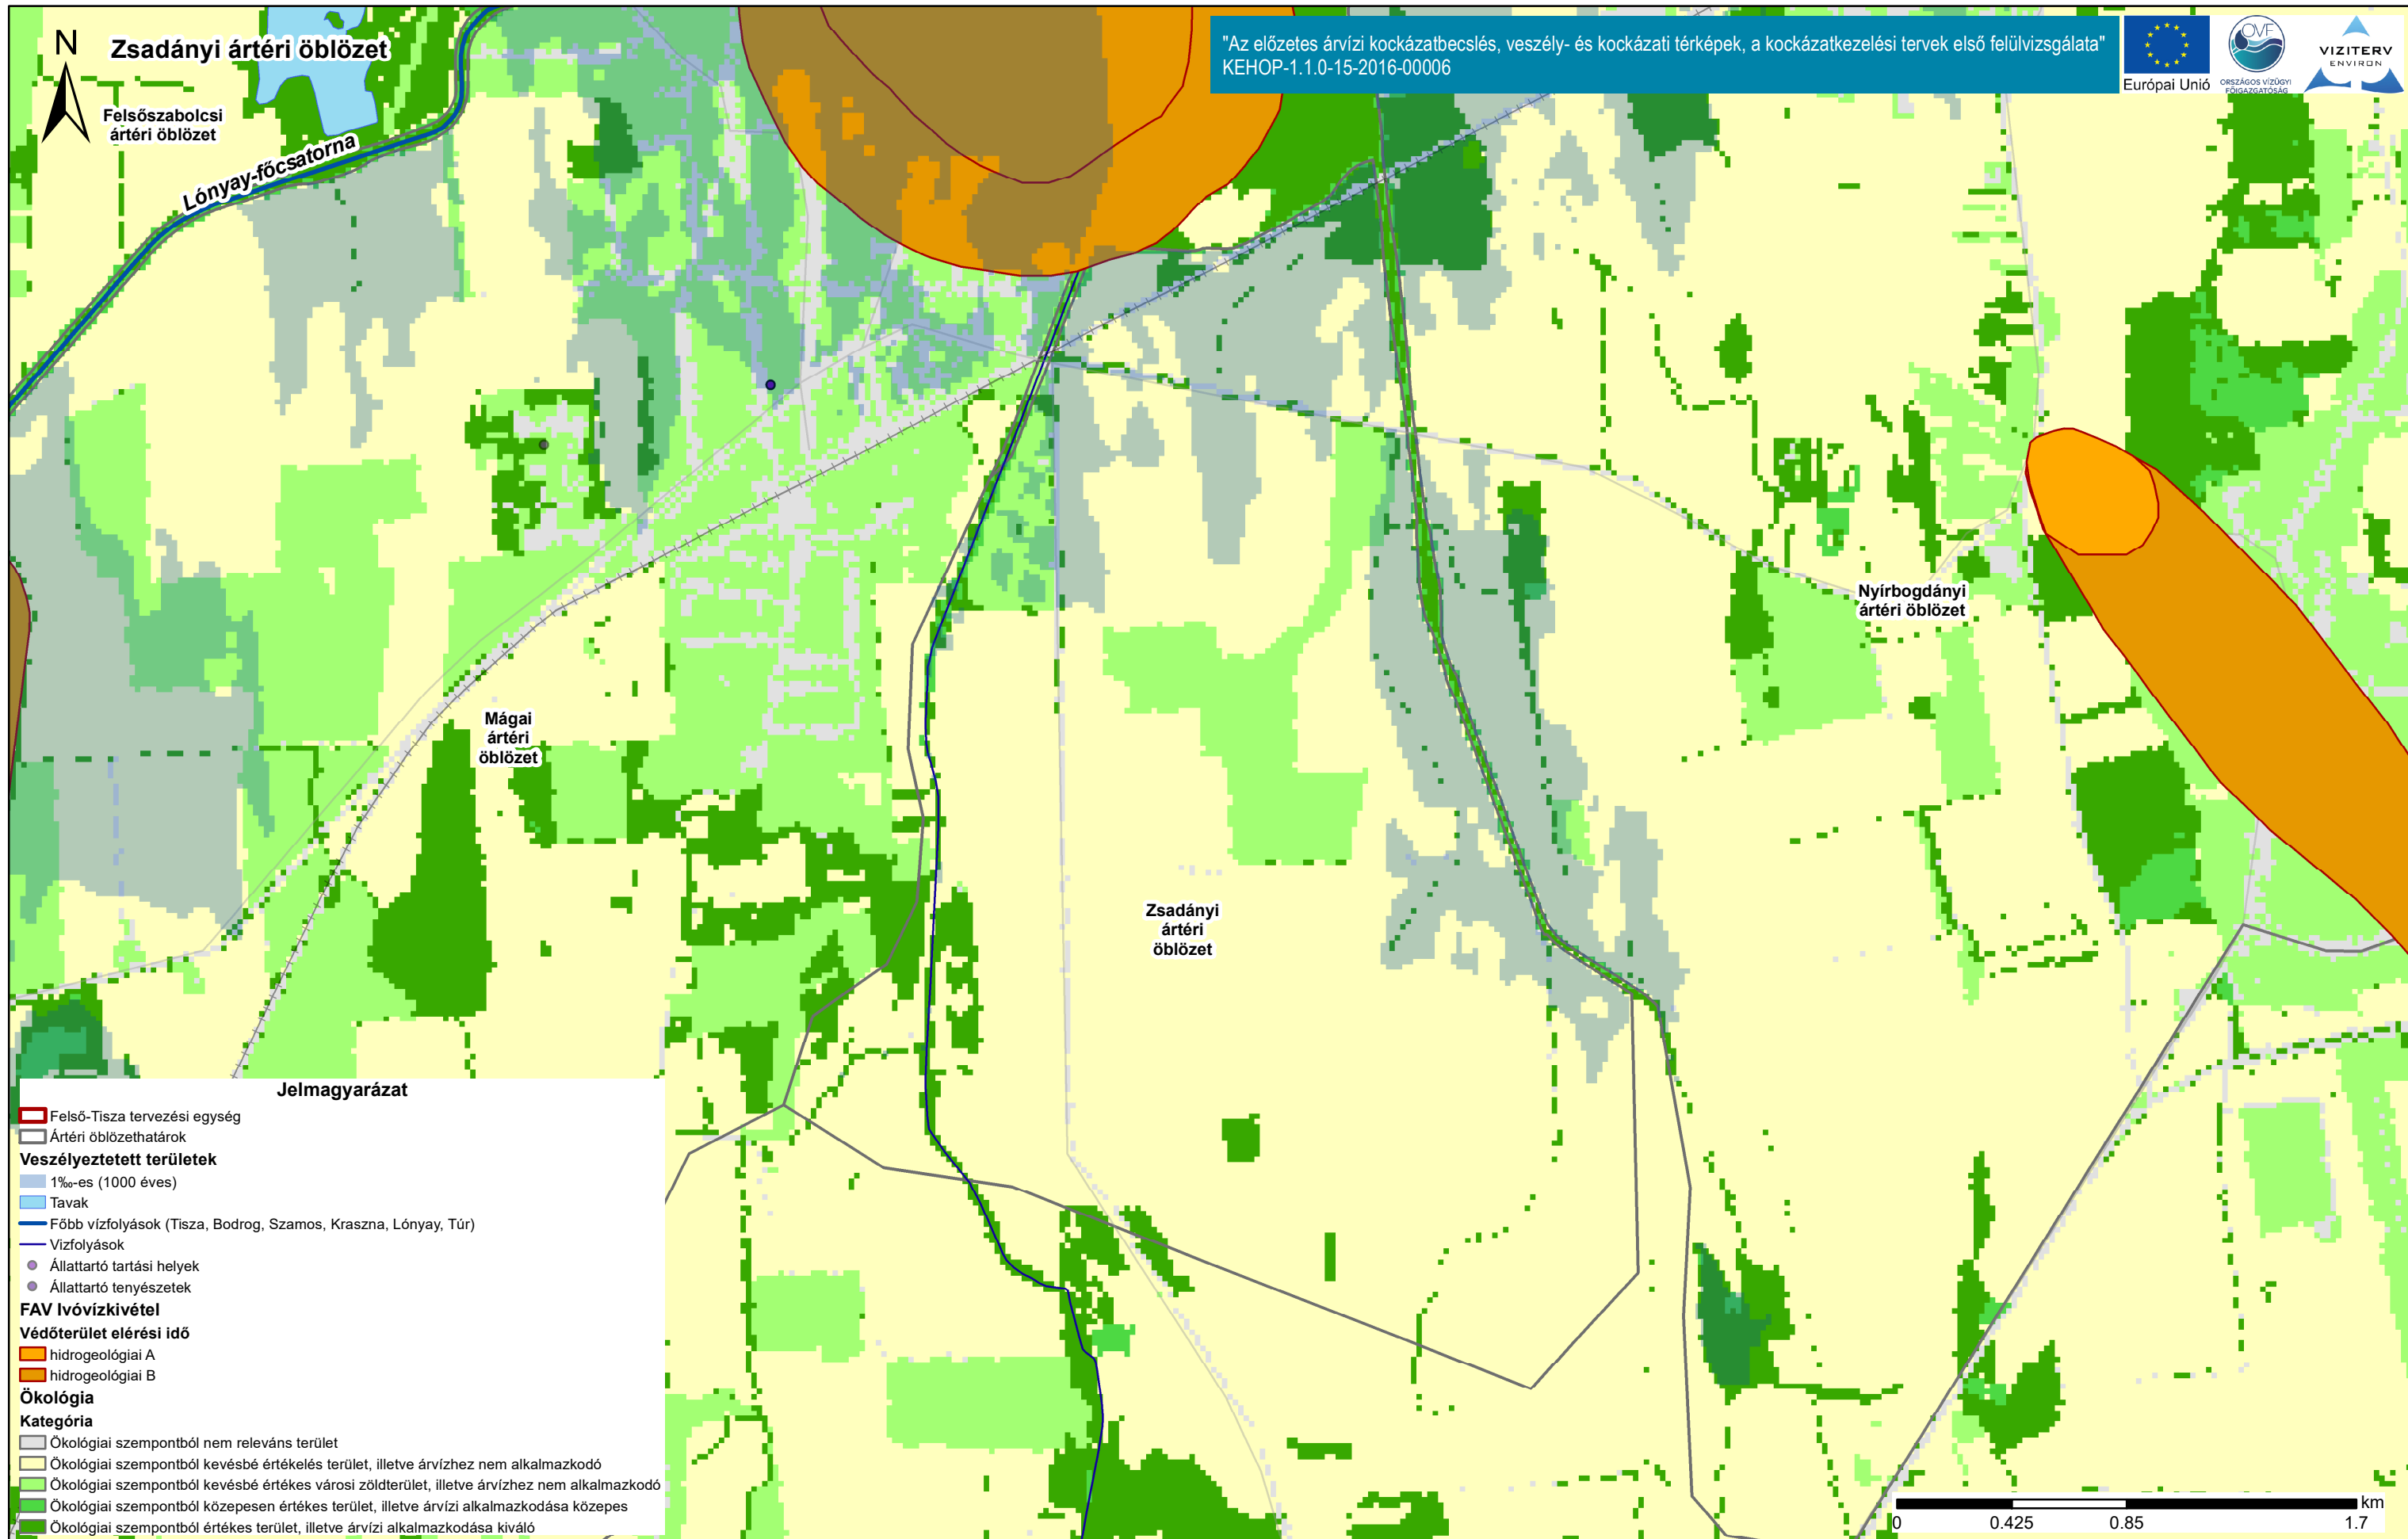 N
Zsadányi ártéri öblözet
"Az előzetes árvízi kockázatbecslés, veszély- és kockázati térképek, a kockázatkezelési tervek első felülvizsgálata"
KEHOP-1.1.0-15-2016-00006
Európai Unió
OVF
ORSZÁGOS VÍZÜGYI
FŐIGAZGATÓSÁG
VIZITERV
ENVIRON
Felsőszabolcsi
ártéri öblözet
Lónyay-főcsatorna
Nyírbogdányi
ártéri öblözet
Mágai
ártéri
öblözet
Zsadányi
ártéri
öblözet
Jelmagyarázat
Felső-Tisza tervezési egység
Ártéri öblözethatárok
Veszélyeztetett területek
1‰-es (1000 éves)
Tavak
Főbb vízfolyások (Tisza, Bodrog, Szamos, Kraszna, Lónyay, Túr)
Vizfolyások
Állattartó tartási helyek
Állattartó tenyészetek
FAV Ivóvízkivétel
Védőterület elérési idő
hidrogeológiai A
hidrogeológiai B
Ökológia
Kategória
Ökológiai szempontból nem releváns terület
Ökológiai szempontból kevésbé értékelés terület, illetve árvízhez nem alkalmazkodó
Ökológiai szempontból kevésbé értékes városi zöldterület, illetve árvízhez nem alkalmazkodó
Ökológiai szempontból közepesen értékes terület, illetve árvízi alkalmazkodása közepes
Ökológiai szempontból értékes terület, illetve árvízi alkalmazkodása kiváló
km
0 0.425 0.85 1.7